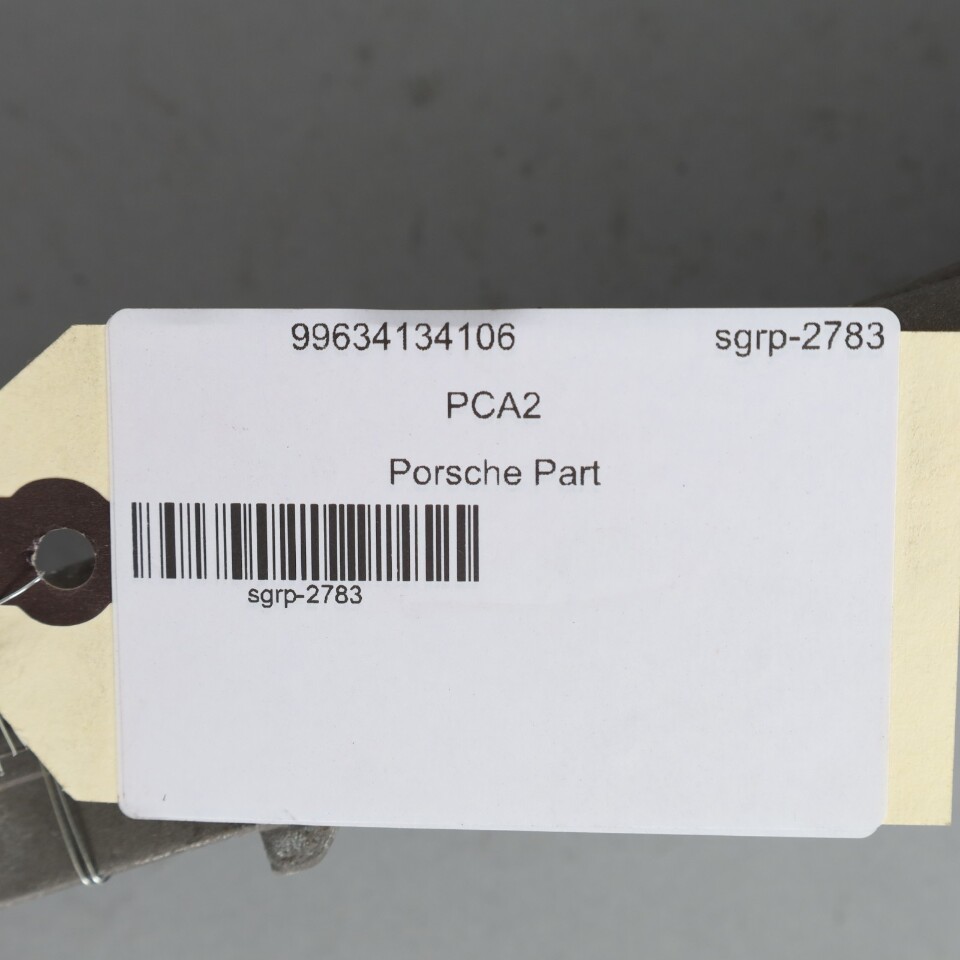 99634134106 sgrp-2783
PCA2
Porsche Part
sgrp-2783